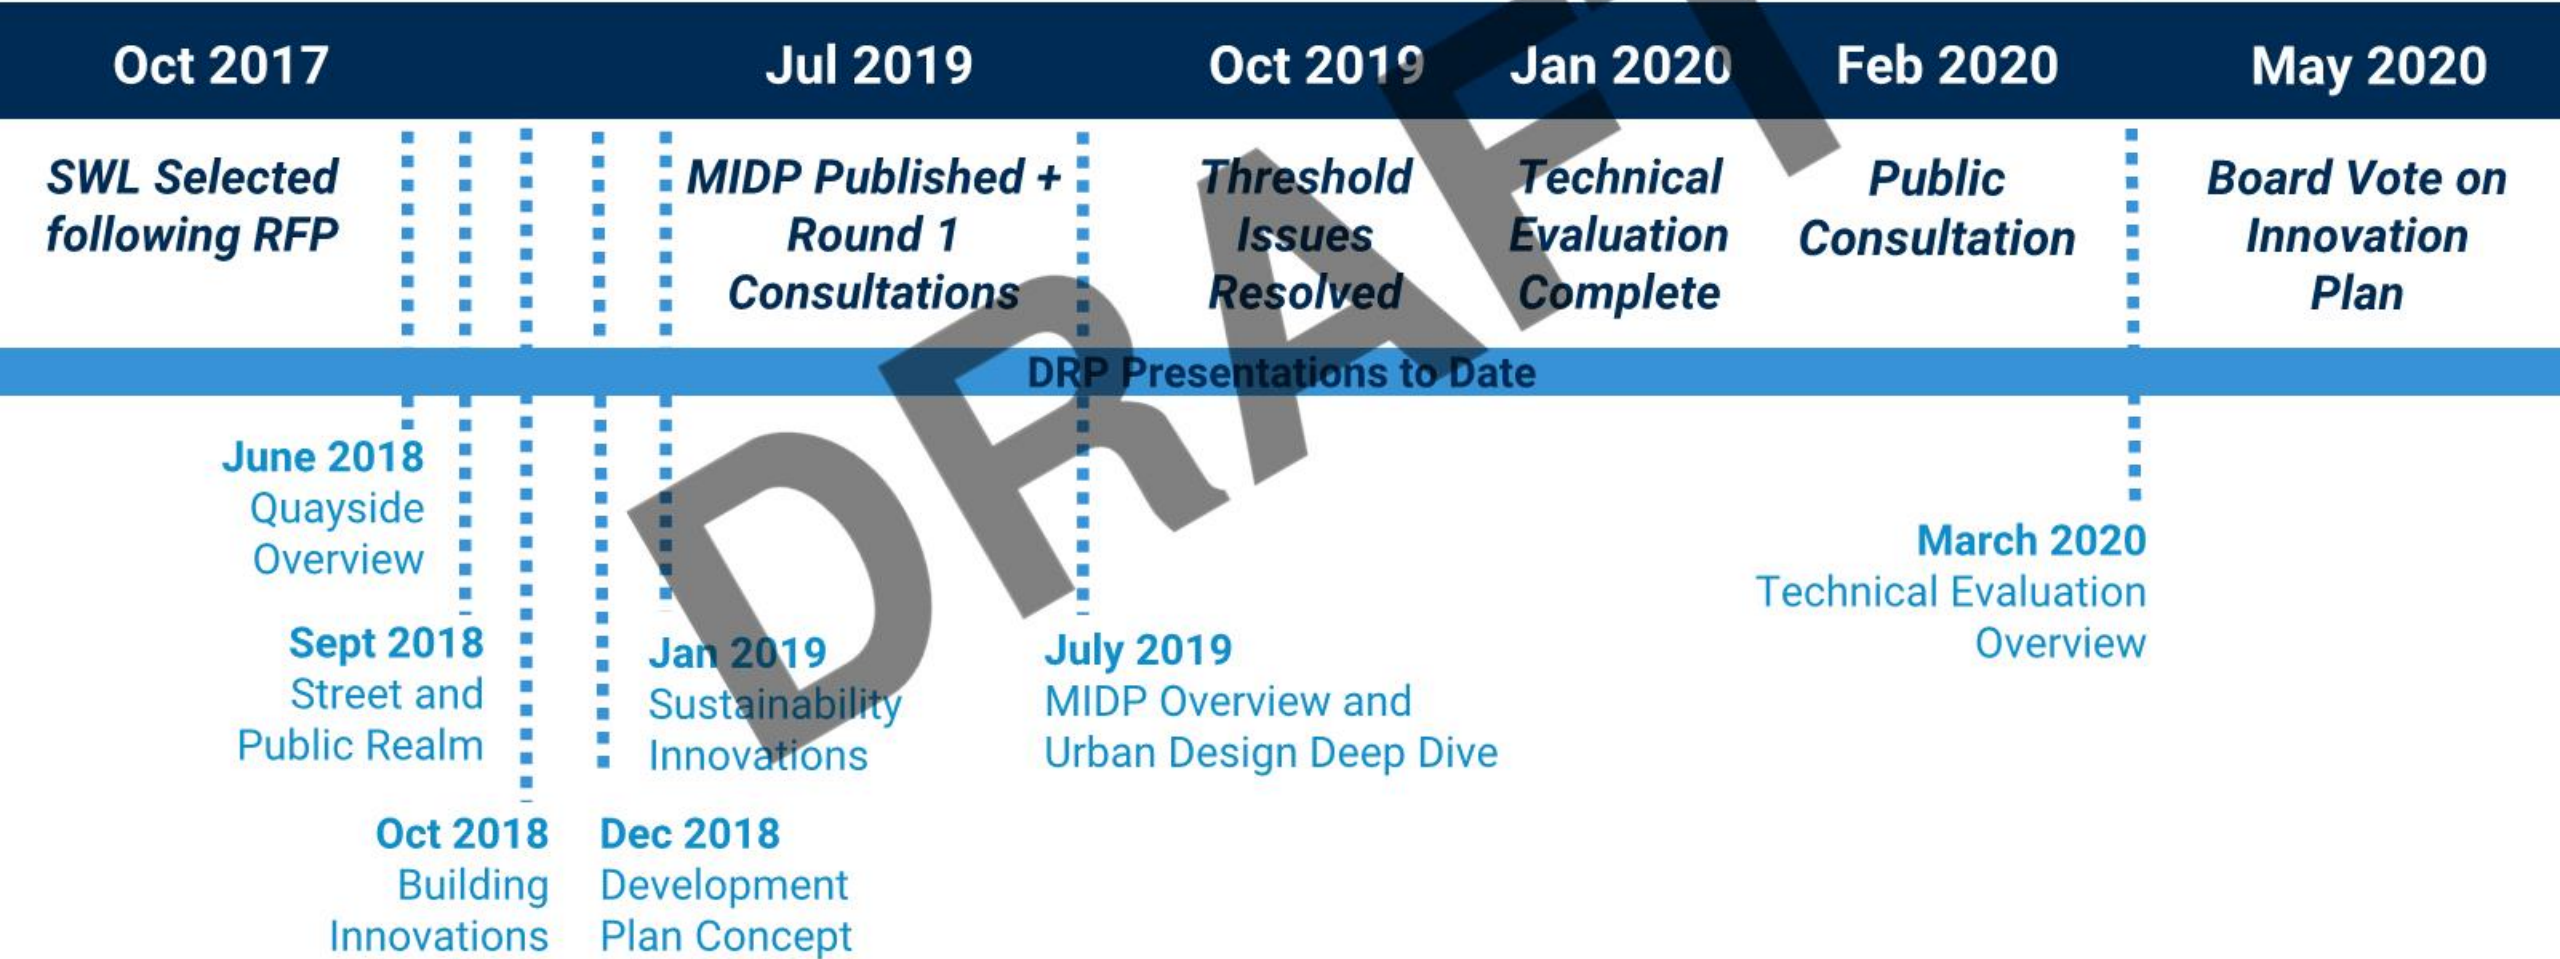 Oct 2017
Jul 2019
Oct 2019
Jan 2020
Feb 2020
May 2020
SWL Selected
following RFP
MIDP Published +
Round 1
Consultations
Threshold
Issues
Resolved
Technical
Evaluation
Complete
Public
Consultation
Board Vote on
Innovation
Plan
DRP Presentations to Date
June 2018
Quayside
Overview
Sept 2018
Street and
Public Realm
Oct 2018
Building
Innovations
Dec 2018
Development
Plan Concept
Jan 2019
Sustainability
Innovations
July 2019
MIDP Overview and
Urban Design Deep Dive
March 2020
Technical Evaluation
Overview
DRAFT